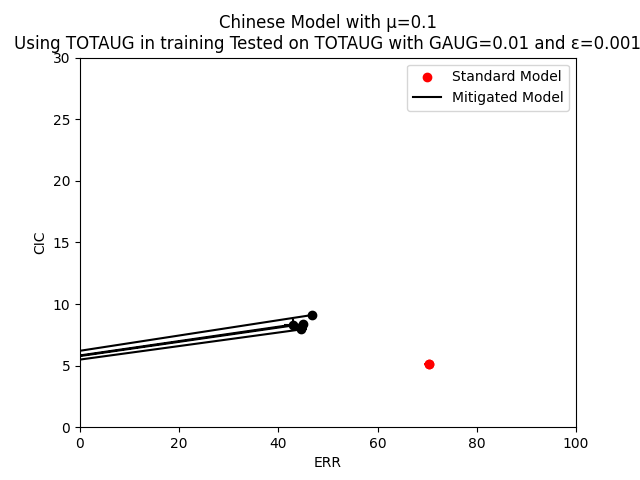 Chinese Model with μ=0.1
Using TOTAUG in training Tested on TOTAUG with GAUG=0.01 and ε=0.001
Standard Model
Mitigated Model
30
25
20
15
10
5
0
CIC
0 20 40 60 80 100
ERR